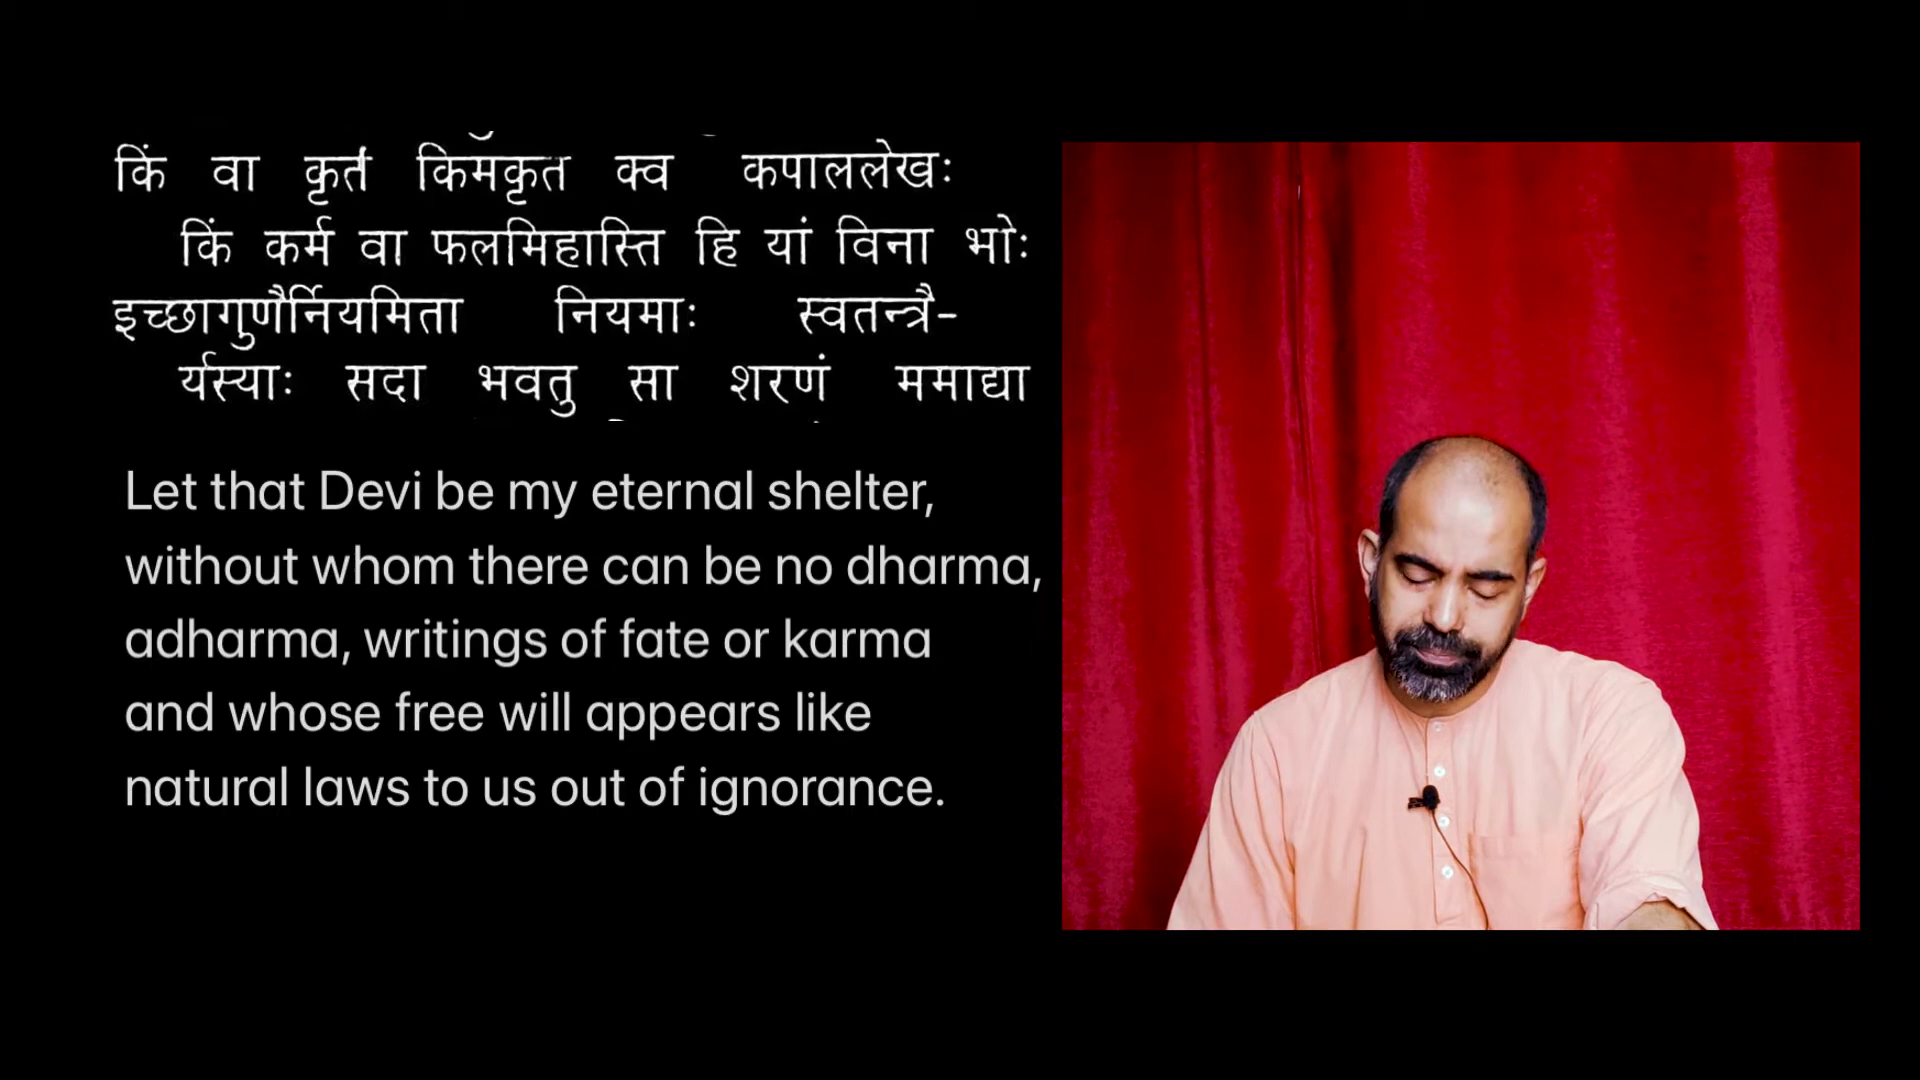 किं वा कृतं किमकृतं क्व कपाललेखः
किं कर्म वा फलमिहास्ति हि यां विना भोः
इच्छागुणैर्नियमिता नियमाः स्वतन्त्रै-
र्यस्याः सदा भवतु सा शरणं ममाद्या
Let that Devi be my eternal shelter,
without whom there can be no dharma,
adharma, writings of fate or karma
and whose free will appears like
natural laws to us out of ignorance.